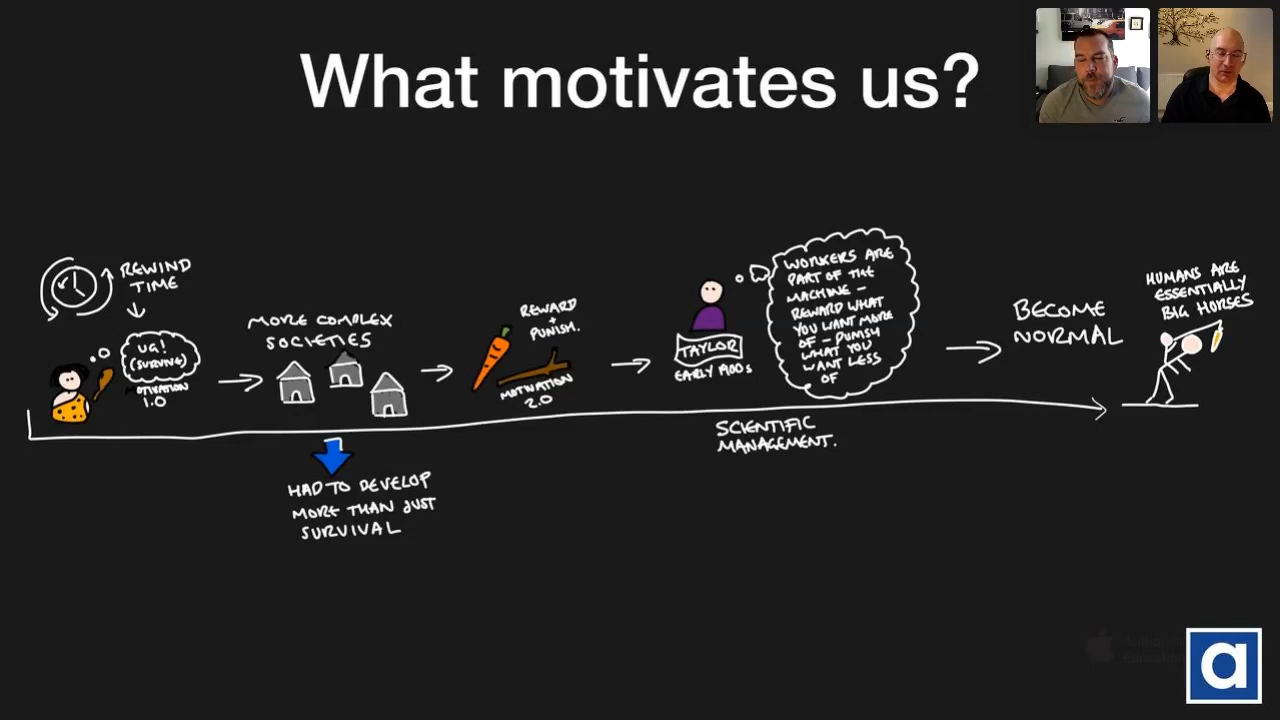 What motivates us?
REWIND
TIME
UG!
(SURVIVE)
MOTIVATION
1.0
MORE COMPLEX
SOCIETIES
HAD TO DEVELOP
MORE THAN JUST
SURVIVAL
REWARD
+
PUNISH.
MOTIVATION
2.0
TAYLOR
EARLY 1900s
WORKERS ARE
PART OF THE
MACHINE –
REWARD WHAT
YOU WANT MORE
OF – PUNISH
WHAT YOU
WANT LESS
OF
SCIENTIFIC
MANAGEMENT.
BECOME
NORMAL
HUMANS ARE
ESSENTIALLY
BIG HORSES
a